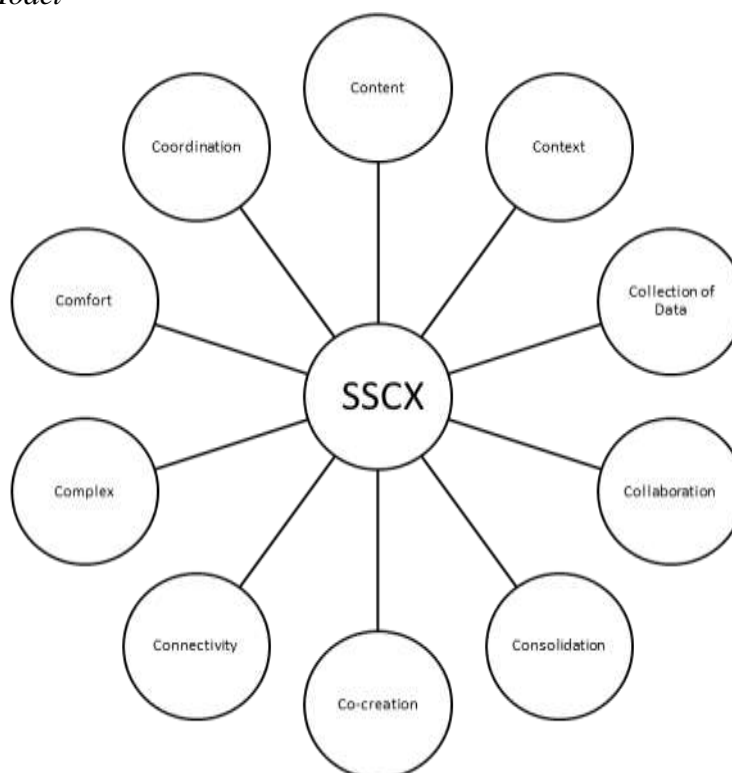 Content
Coordination
Context
Comfort
Collection of
Data
SSCX
Complex
Collaboration
Connectivity
Consolidation
Co-creation